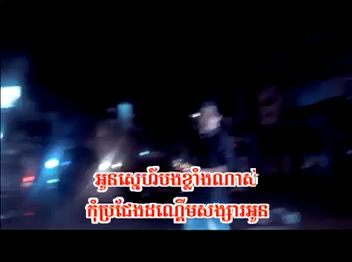 អូនស្នេហ៍បងខ្លាំងណាស់
កុំប្រជែងដណ្ដើមសង្សារអូន